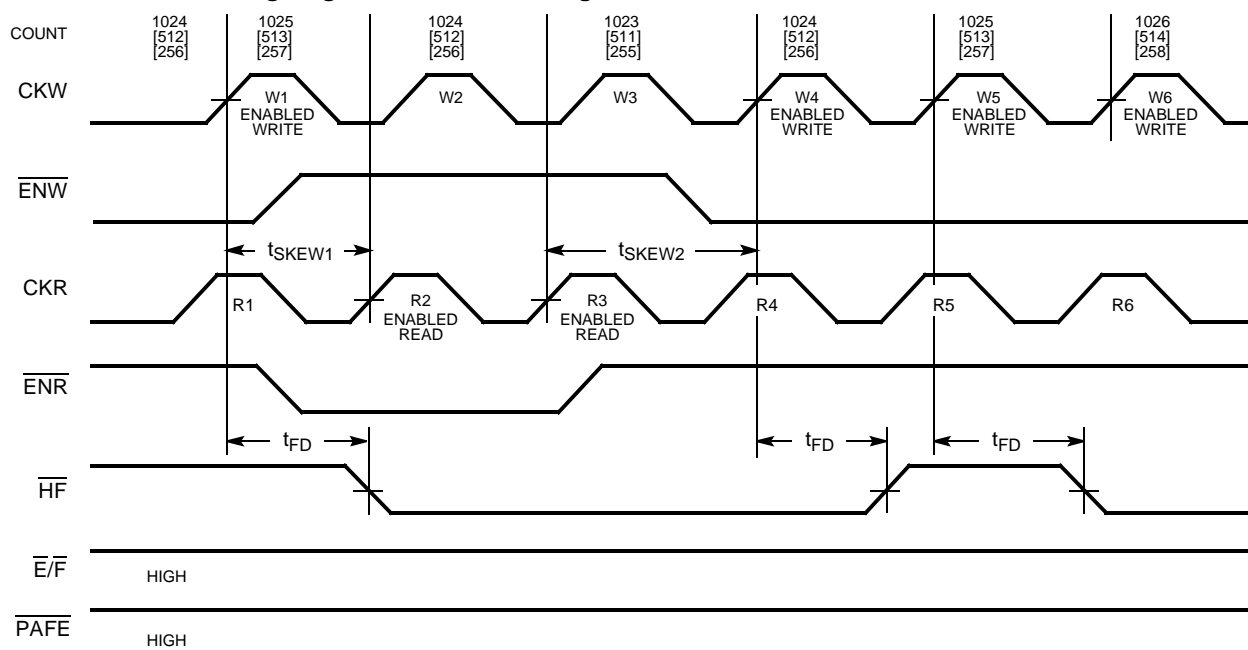 COUNT
1024 1025 1024 1023 1024 1025 1026
[512] [513] [512] [511] [512] [513] [514]
[256] [257] [256] [255] [256] [257] [258]
CKW
W1 W2 W3 W4 W5 W6
ENABLED ENABLED ENABLED ENABLED
WRITE WRITE WRITE WRITE
ENW
tSKEW1 tSKEW2
CKR
R1 R2 R3 R4 R5 R6
ENABLED ENABLED
READ READ
ENR
tFD tFD tFD
HF
E/F
HIGH
PAFE
HIGH